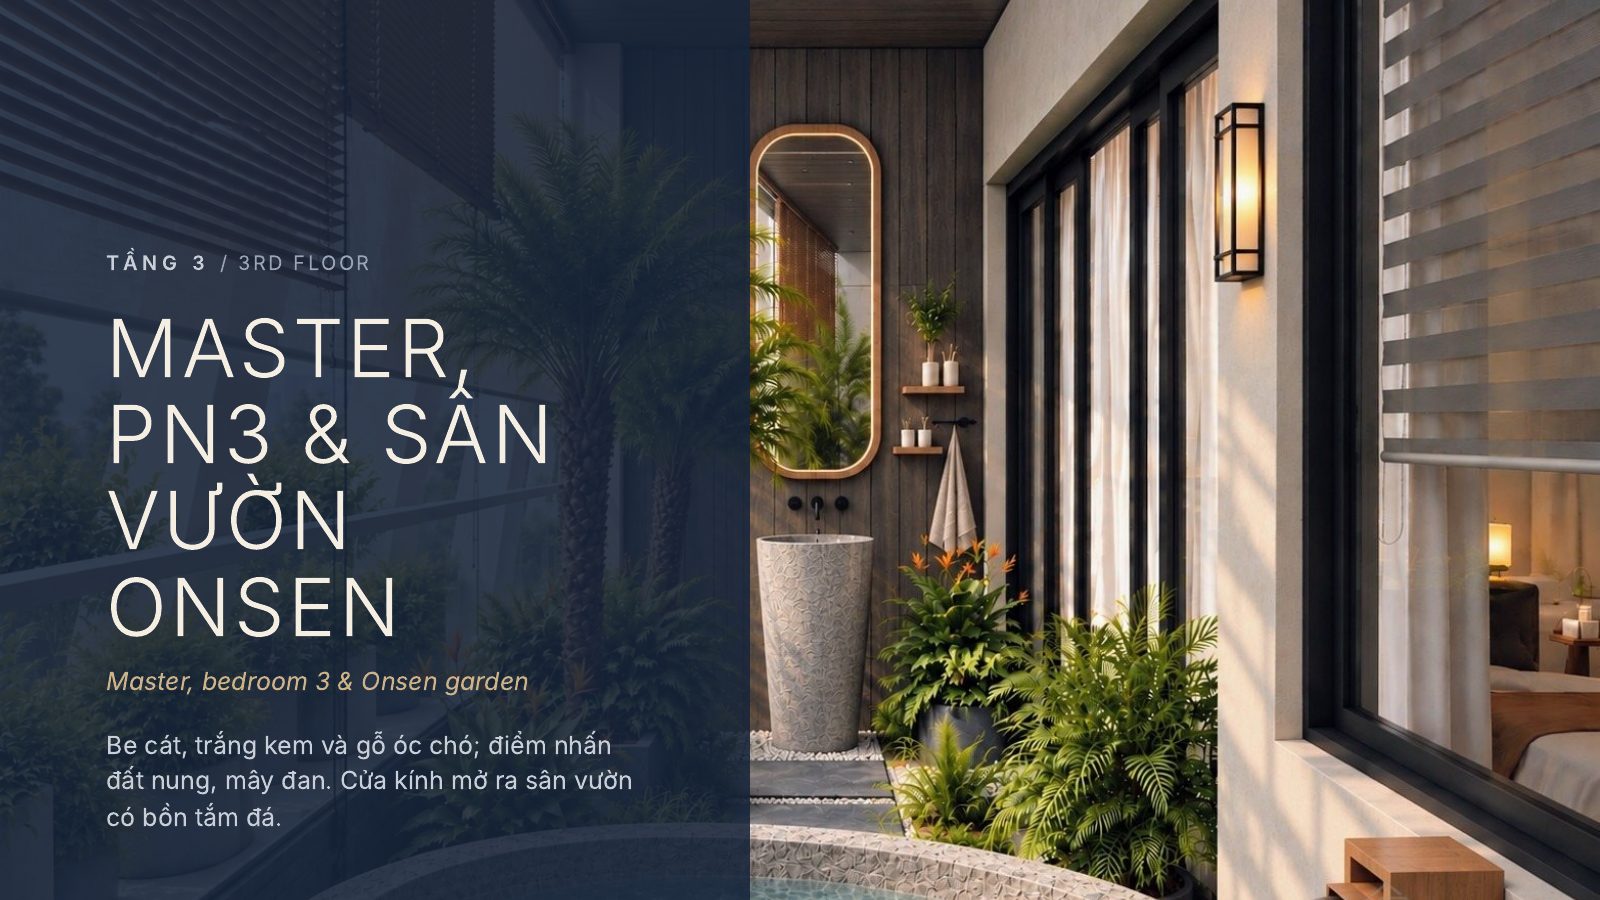 TẦNG 3 / 3RD FLOOR
MASTER,
PN3 & SÂN
VƯỜN
ONSEN
Master, bedroom 3 & Onsen garden
Be cát, trắng kem và gỗ óc chó; điểm nhấn
đất nung, mây đan. Cửa kính mở ra sân vườn
có bồn tắm đá.